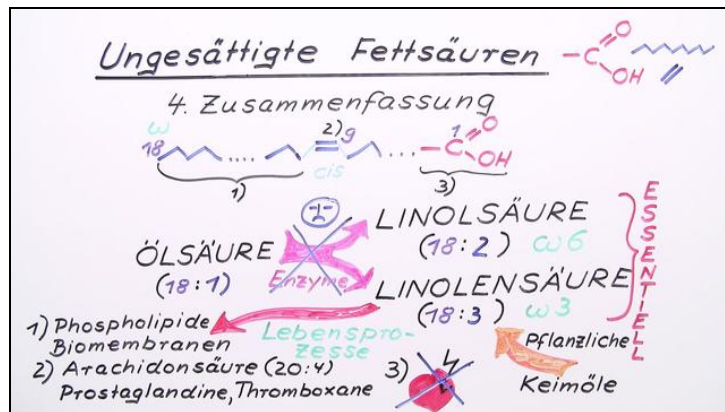 Ungesättigte Fettsäuren
C O
OH
4. Zusammenfassung
ω 2) 9 1 O
18 .... ... C
cis OH
1) 3)
LINOLSÄURE
ÖLSÄURE (18:2) ω6
(18:1) Enzyme LINOLENSÄURE
(18:3) ω3
ESSENTIELL
1) Phospholipide
Biomembranen
Lebenspro-
zesse
Pflanzliche
Keimöle
2) Arachidonsäure (20:4)
Prostaglandine, Thromboxane
3)